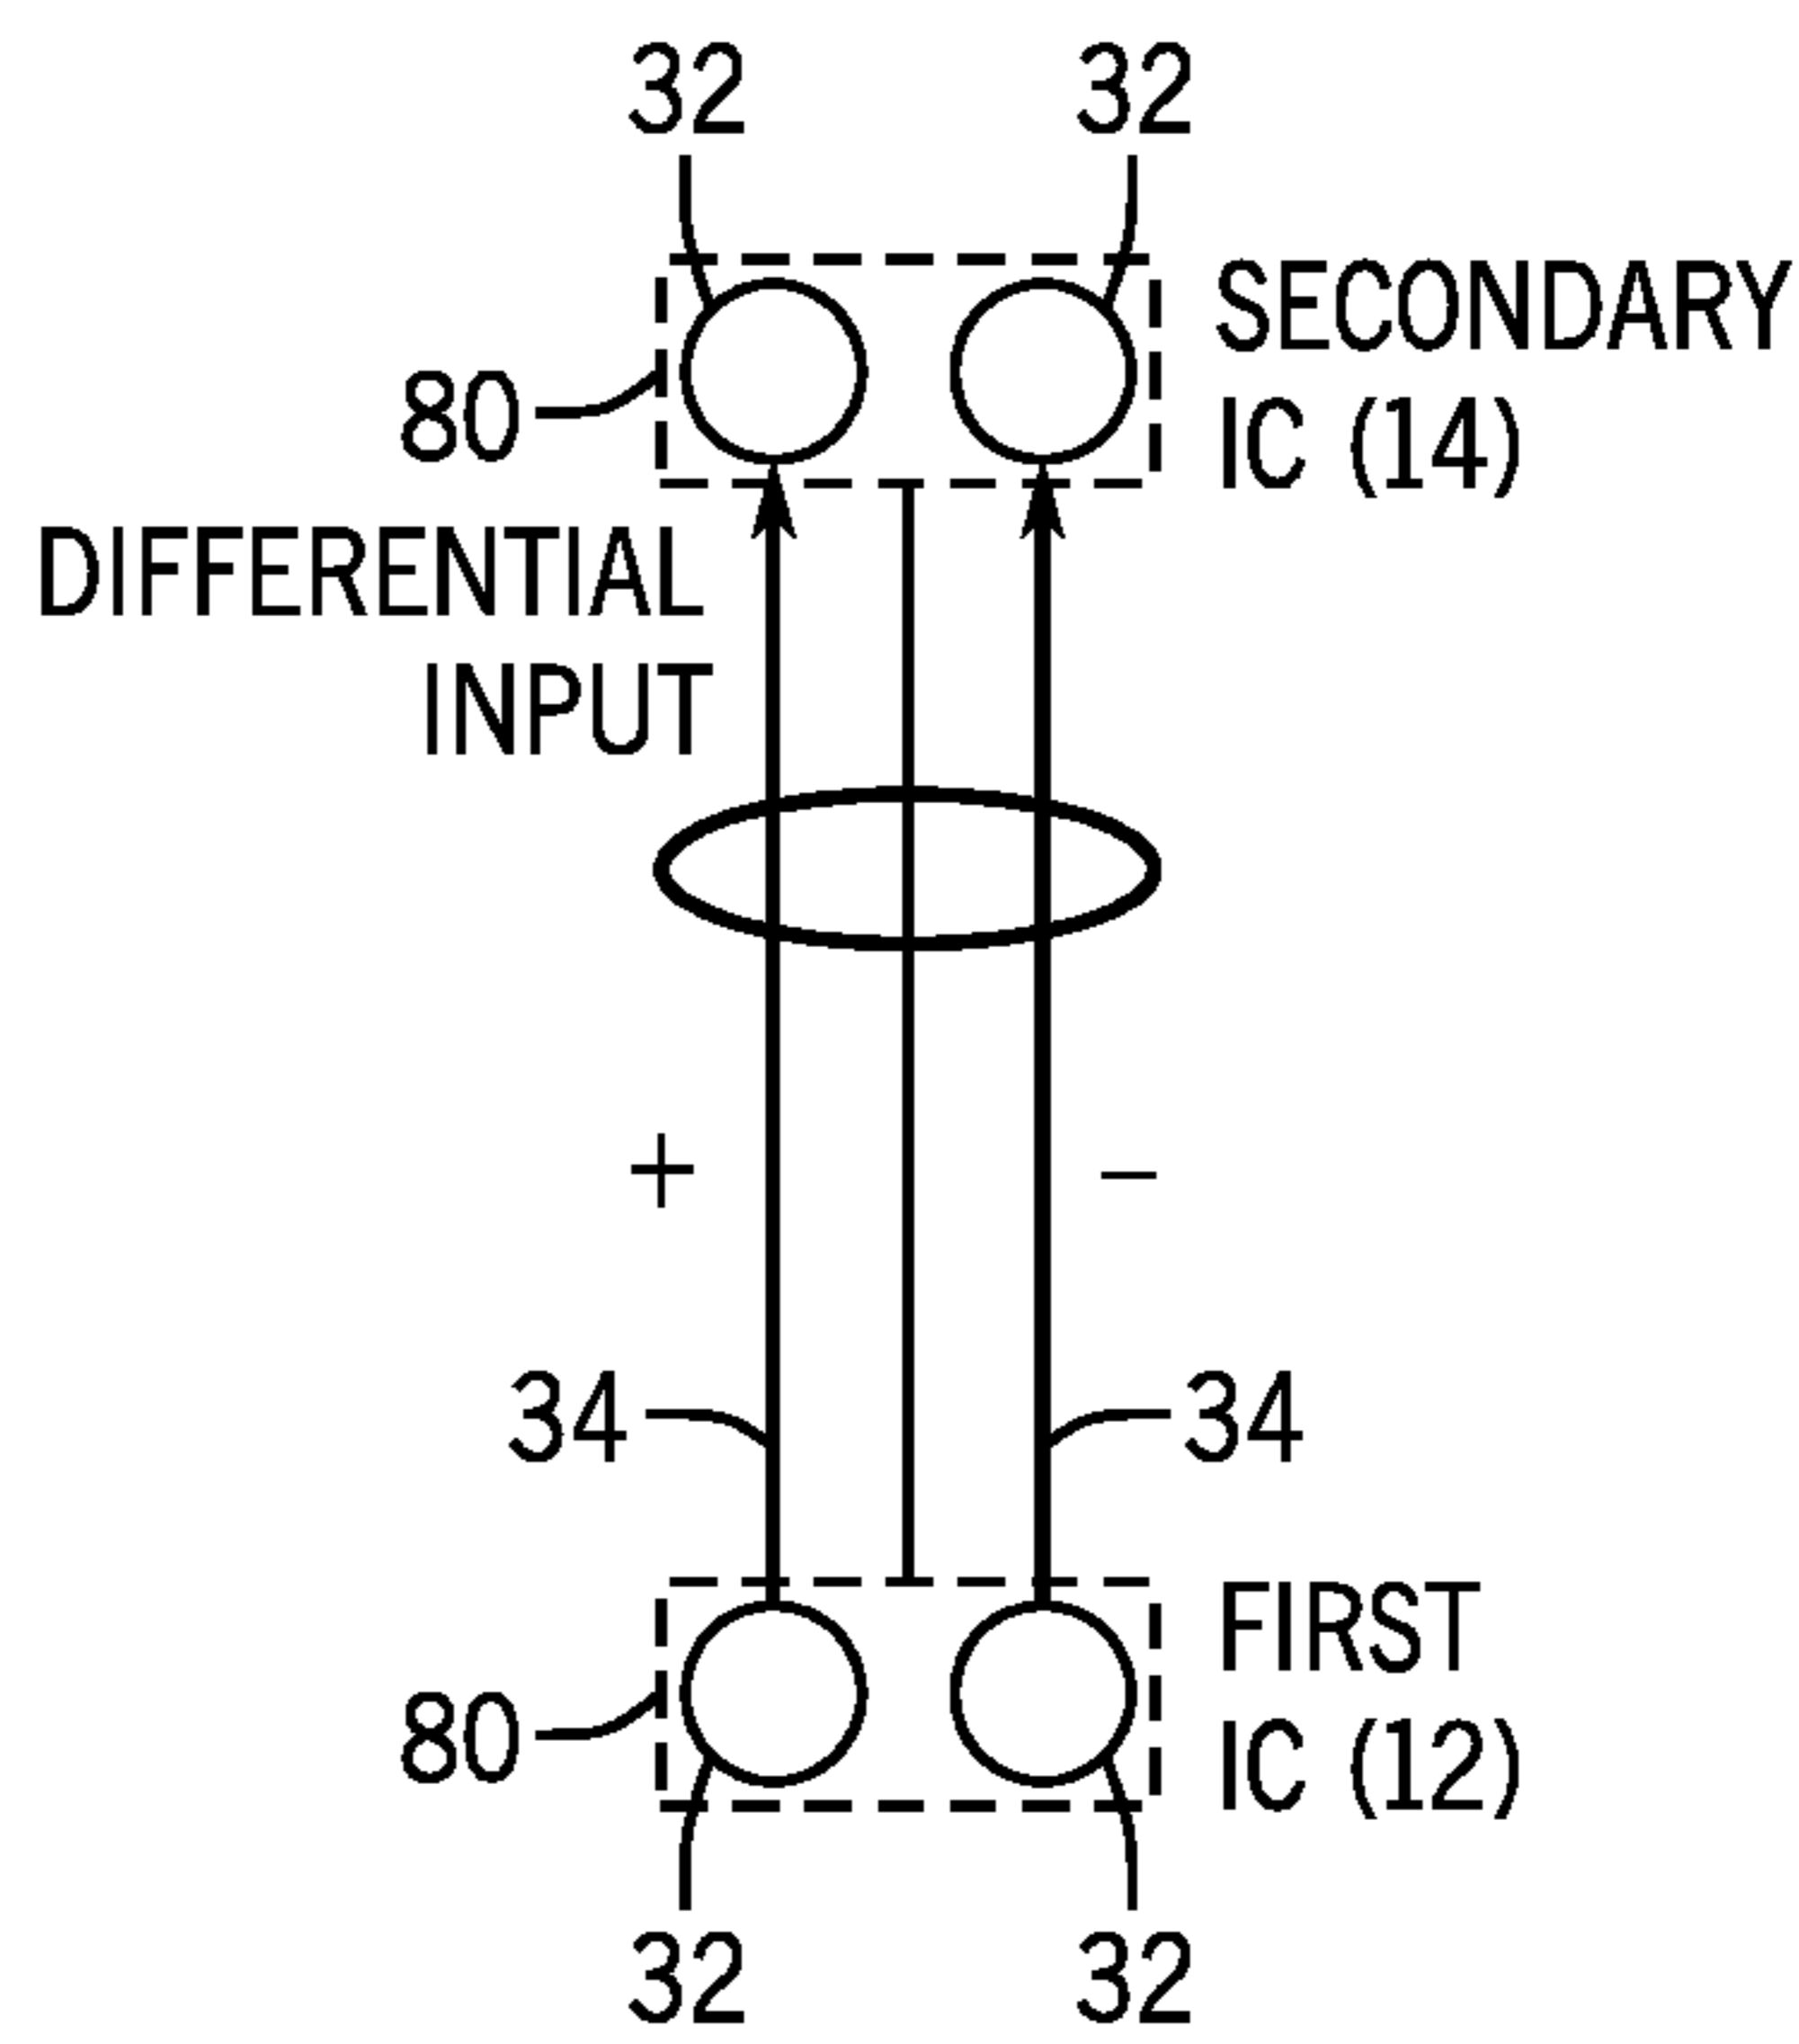 32 32
SECONDARY
IC (14)
80
DIFFERENTIAL
INPUT
+ −
34 34
FIRST
IC (12)
80
32 32